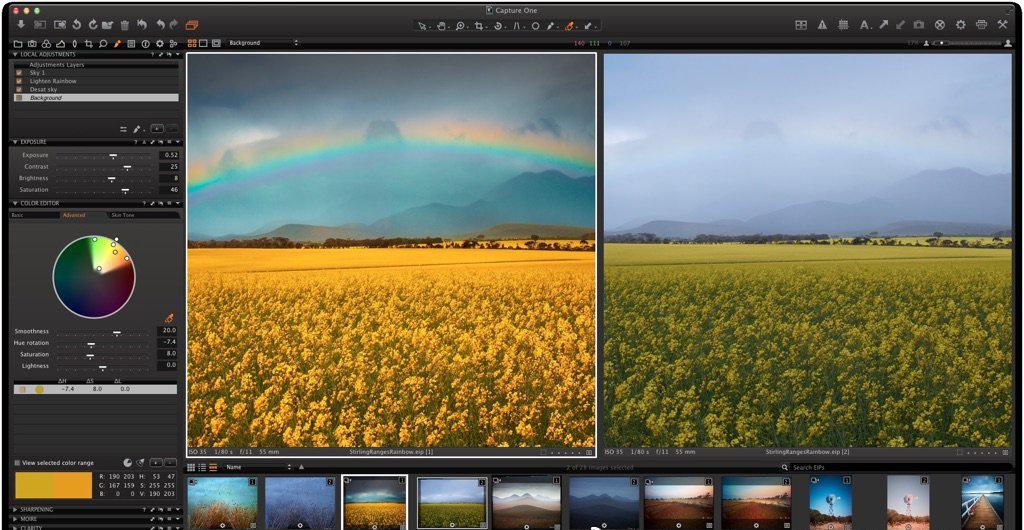 Capture One
Background
140 111 0 107
17%
LOCAL ADJUSTMENTS
Adjustments Layers
Sky 1
Lighten Rainbow
Desat sky
Background
EXPOSURE
Exposure 0.52
Contrast 25
Brightness 8
Saturation 46
COLOR EDITOR
Basic Advanced Skin Tone
Smoothness 20.0
Hue rotation -7.4
Saturation 8.0
Lightness 0.0
ΔH ΔS ΔL
-7.4 8.0 0.0
View selected color range
R: 190 203 H: 53 47
G: 167 159 S: 255 255
B: 0 0 V: 190 203
SHARPENING
MOIRE
CLARITY
ISO 35 1/80 s f/11 55 mm StirlingRangesRainbow.eip [1]
ISO 35 1/80 s f/11 55 mm StirlingRangesRainbow.eip [2]
Name
2 of 28 images selected
Search EIPs